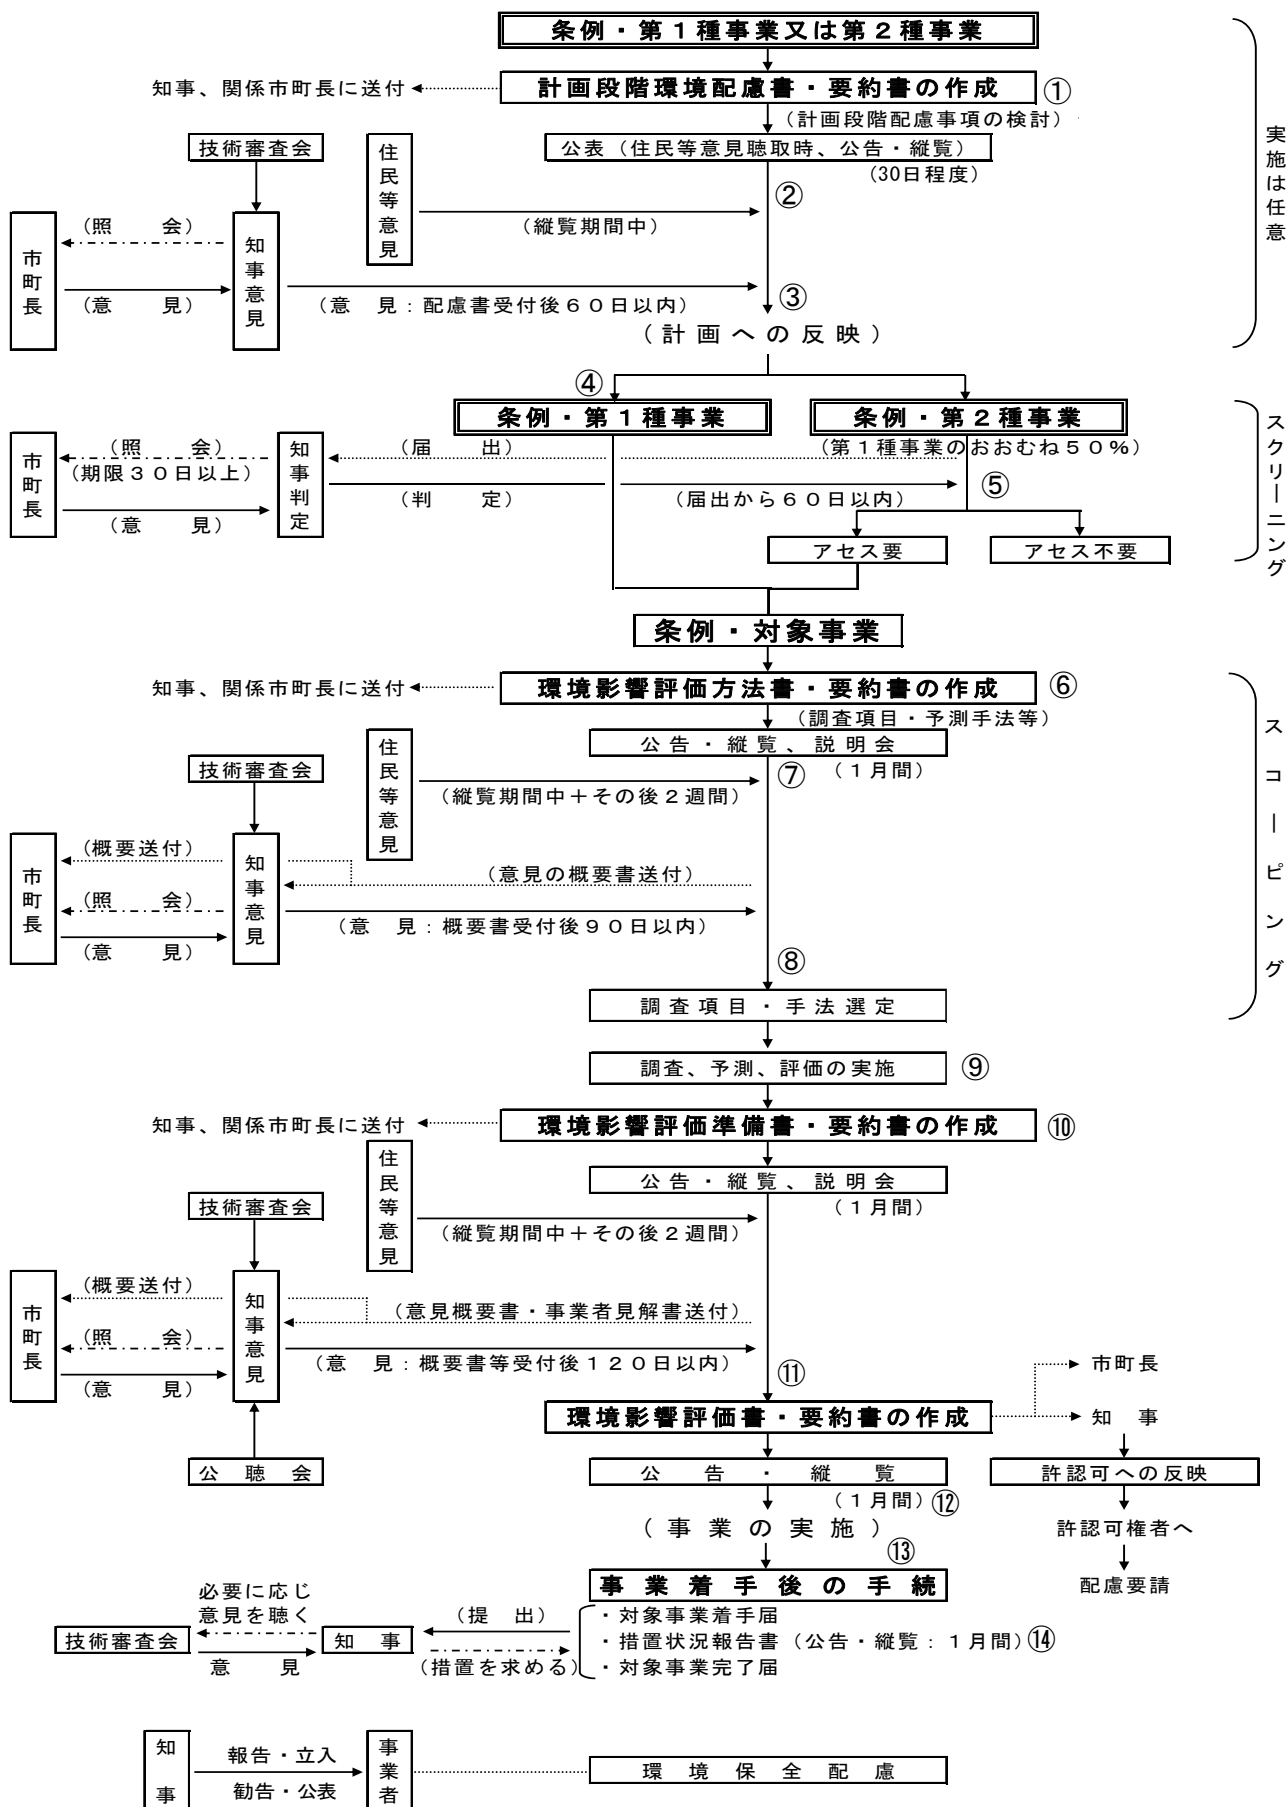 条例・第１種事業又は第２種事業
知事、関係市町長に送付
計画段階環境配慮書・要約書の作成
①
（計画段階配慮事項の検討）
技術審査会
住民等意見
公表（住民等意見聴取時、公告・縦覧）
（30日程度）
②
（縦覧期間中）
実施は任意
市町長
（照　会）
知事意見
（意　見）
（意　見：配慮書受付後６０日以内）
③
（計画への反映）
④
条例・第１種事業
条例・第２種事業
（第１種事業のおおむね５０％）
市町長
（照　会）
（期限３０日以上）
（意　見）
知事判定
（届　出）
（判　定）
（届出から６０日以内）
⑤
アセス要
アセス不要
スクリーニング
条例・対象事業
知事、関係市町長に送付
環境影響評価方法書・要約書の作成
⑥
（調査項目・予測手法等）
公告・縦覧、説明会
（１月間）
技術審査会
住民等意見
（縦覧期間中＋その後２週間）
⑦
市町長
（概要送付）
（照　会）
（意　見）
知事意見
（意見の概要書送付）
（意　見：概要書受付後９０日以内）
⑧
調査項目・手法選定
スコーピング
調査、予測、評価の実施
⑨
知事、関係市町長に送付
環境影響評価準備書・要約書の作成
⑩
公告・縦覧、説明会
（１月間）
技術審査会
住民等意見
（縦覧期間中＋その後２週間）
市町長
（概要送付）
（照　会）
（意　見）
知事意見
（意見概要書・事業者見解書送付）
（意　見：概要書等受付後１２０日以内）
⑪
環境影響評価書・要約書の作成
市町長
知　事
公聴会
公告・縦覧
（１月間）
⑫
許認可への反映
（事業の実施）
許認可権者へ
⑬
事業着手後の手続
配慮要請
必要に応じ
意見を聴く
技術審査会
意　見
知　事
（提　出）
（措置を求める）
・対象事業着手届
・措置状況報告書（公告・縦覧：１月間）
⑭
・対象事業完了届
知事
報告・立入
勧告・公表
事業者
環境保全配慮